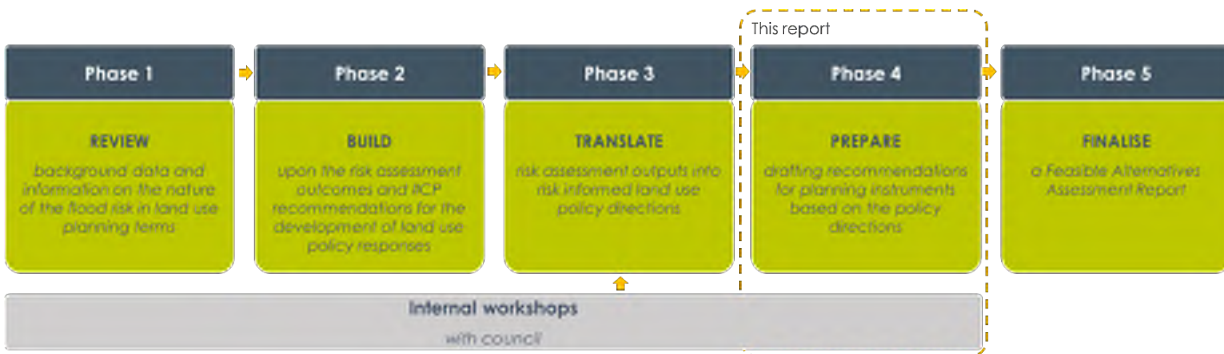 This report
Phase 1
Phase 2
Phase 3
Phase 4
Phase 5
REVIEW
background data and
information on the nature
of the flood risk in land use
planning terms
BUILD
upon the risk assessment
outcomes and
recommendations for the
development of land use
policy responses
TRANSLATE
risk assessment outputs into
risk informed land use
policy directions
PREPARE
drafting recommendations
for planning instruments
based on the policy
directions
FINALISE
a Feasible Alternatives
Assessment Report
Internal workshops
with council